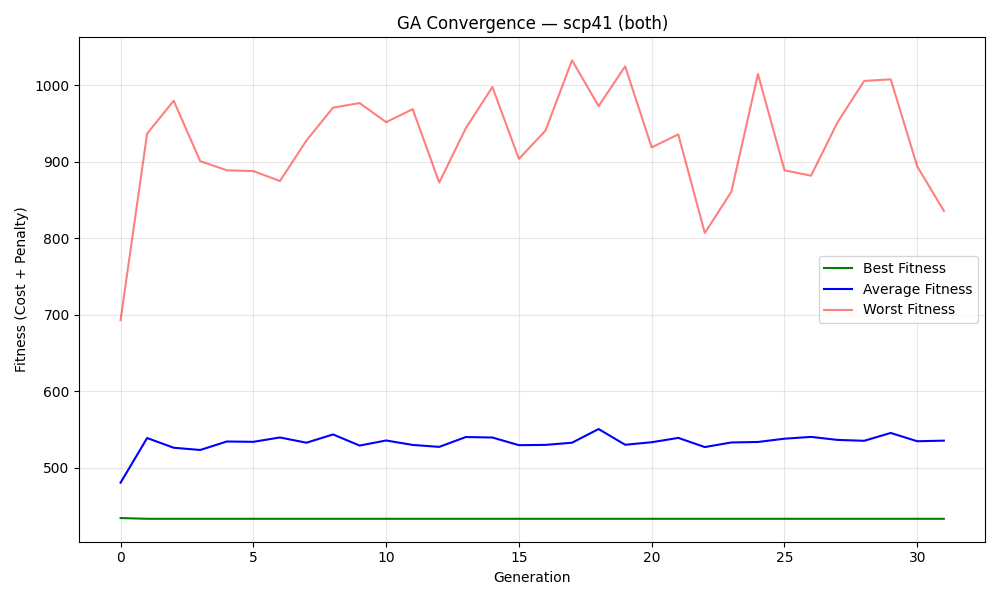 GA Convergence — scp41 (both)
Fitness (Cost + Penalty)
1000
900
800
700
600
500
Best Fitness
Average Fitness
Worst Fitness
0 5 10 15 20 25 30
Generation